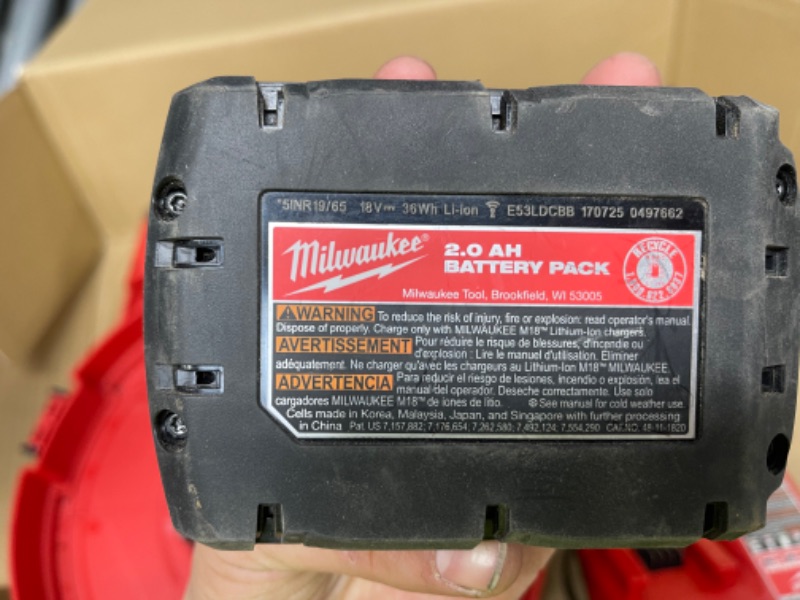 *5INR19/65 18V⎓ 36Wh Li-Ion E53LDCBB 170725 0497662
Milwaukee®
2.0 AH
BATTERY PACK
RECYCLE
1.800.822.8837
Milwaukee Tool, Brookfield, WI 53005
WARNING To reduce the risk of injury, fire or explosion: read operator's manual.
Dispose of properly. Charge only with MILWAUKEE M18™ Lithium-Ion chargers.
AVERTISSEMENT Pour réduire le risque de blessures, d'incendie ou
d'explosion : Lire le manuel d'utilisation. Eliminer
adéquatement. Ne charger qu'avec les chargeurs au Lithium-Ion M18™ MILWAUKEE.
ADVERTENCIA Para reducir el riesgo de lesiones, incendio o explosión, lea el
manual del operador. Deseche correctamente. Use solo
cargadores MILWAUKEE M18™ de iones de litio. See manual for cold weather use.
Cells made in Korea, Malaysia, Japan, and Singapore with further processing
in China Pat. US 7,157,882; 7,176,654; 7,262,580; 7,492,124; 7,554,290 CAT.NO. 48-11-1820